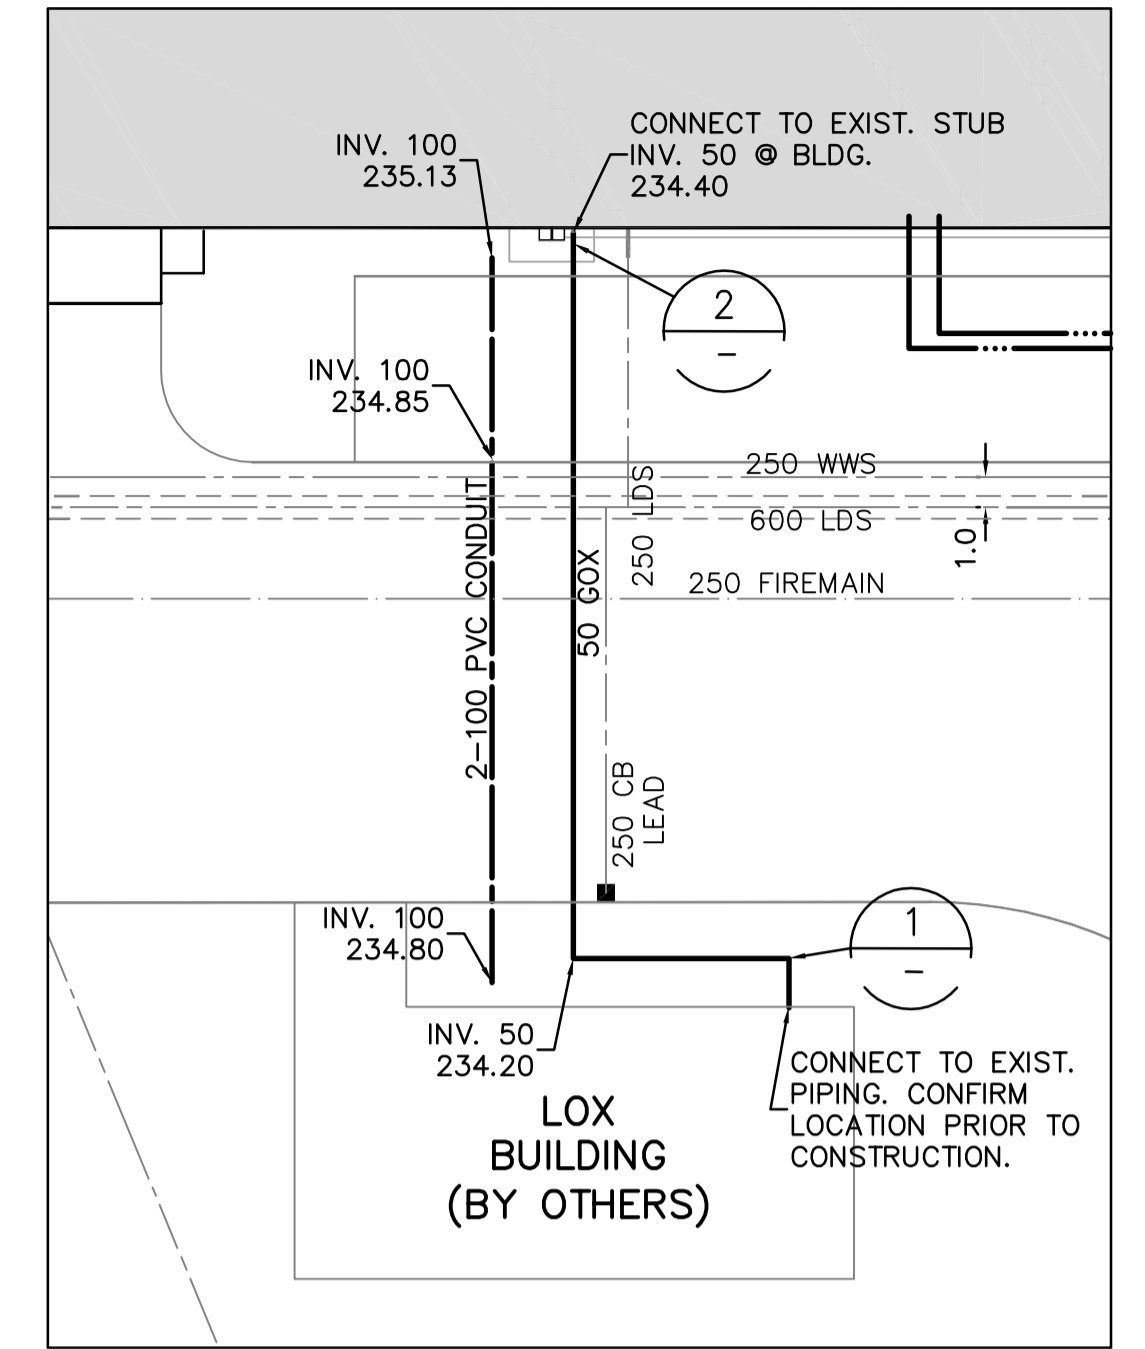 INV. 100
235.13
CONNECT TO EXIST. STUB
INV. 50 @ BLDG.
234.40
2
–
INV. 100
234.85
250 WWS
600 LDS
1.0
250 FIREMAIN
250 LDS
2–100 PVC CONDUIT
50 GOX
250 CB
LEAD
INV. 100
234.80
1
–
INV. 50
234.20
CONNECT TO EXIST.
PIPING. CONFIRM
LOCATION PRIOR TO
CONSTRUCTION.
LOX
BUILDING
(BY OTHERS)